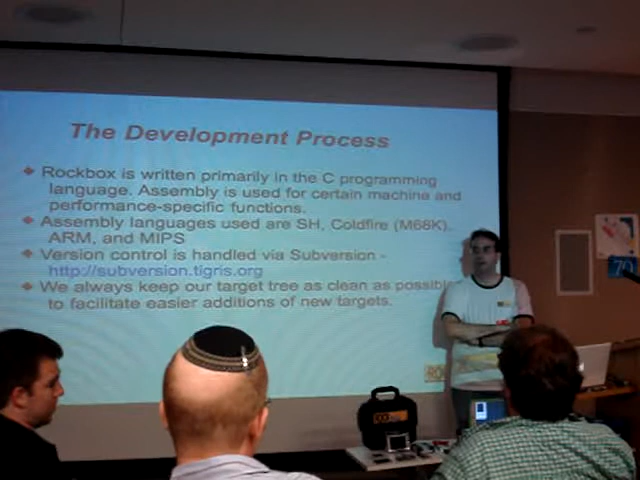 The Development Process
Rockbox is written primarily in the C programming
language. Assembly is used for certain machine and
performance-specific functions.
Assembly languages used are SH, Coldfire (M68K),
ARM, and MIPS
Version control is handled via Subversion -
http://subversion.tigris.org
We always keep our target tree as clean as possible
to facilitate easier additions of new targets.
70